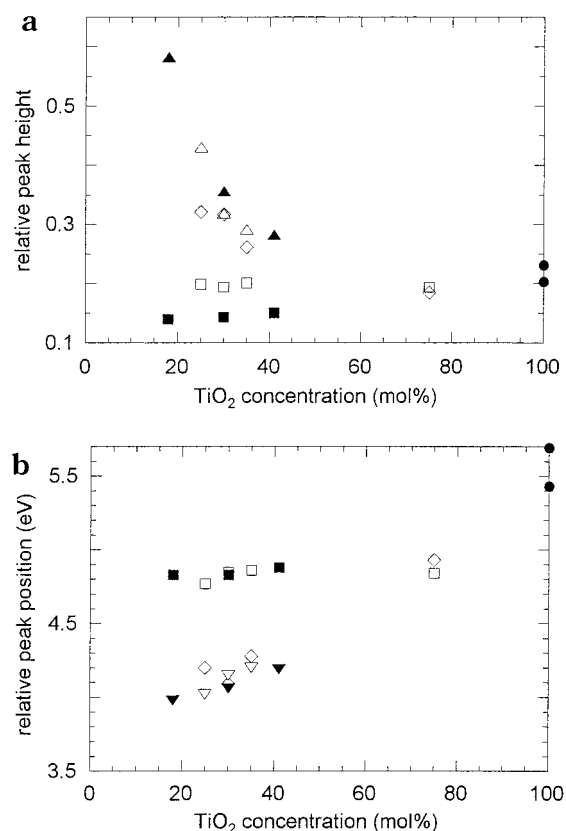 a
relative peak height
0.5
0.3
0.1
0 20 40 60 80 100
TiO₂ concentration (mol%)
b
relative peak position (eV)
5.5
4.5
3.5
0 20 40 60 80 100
TiO₂ concentration (mol%)